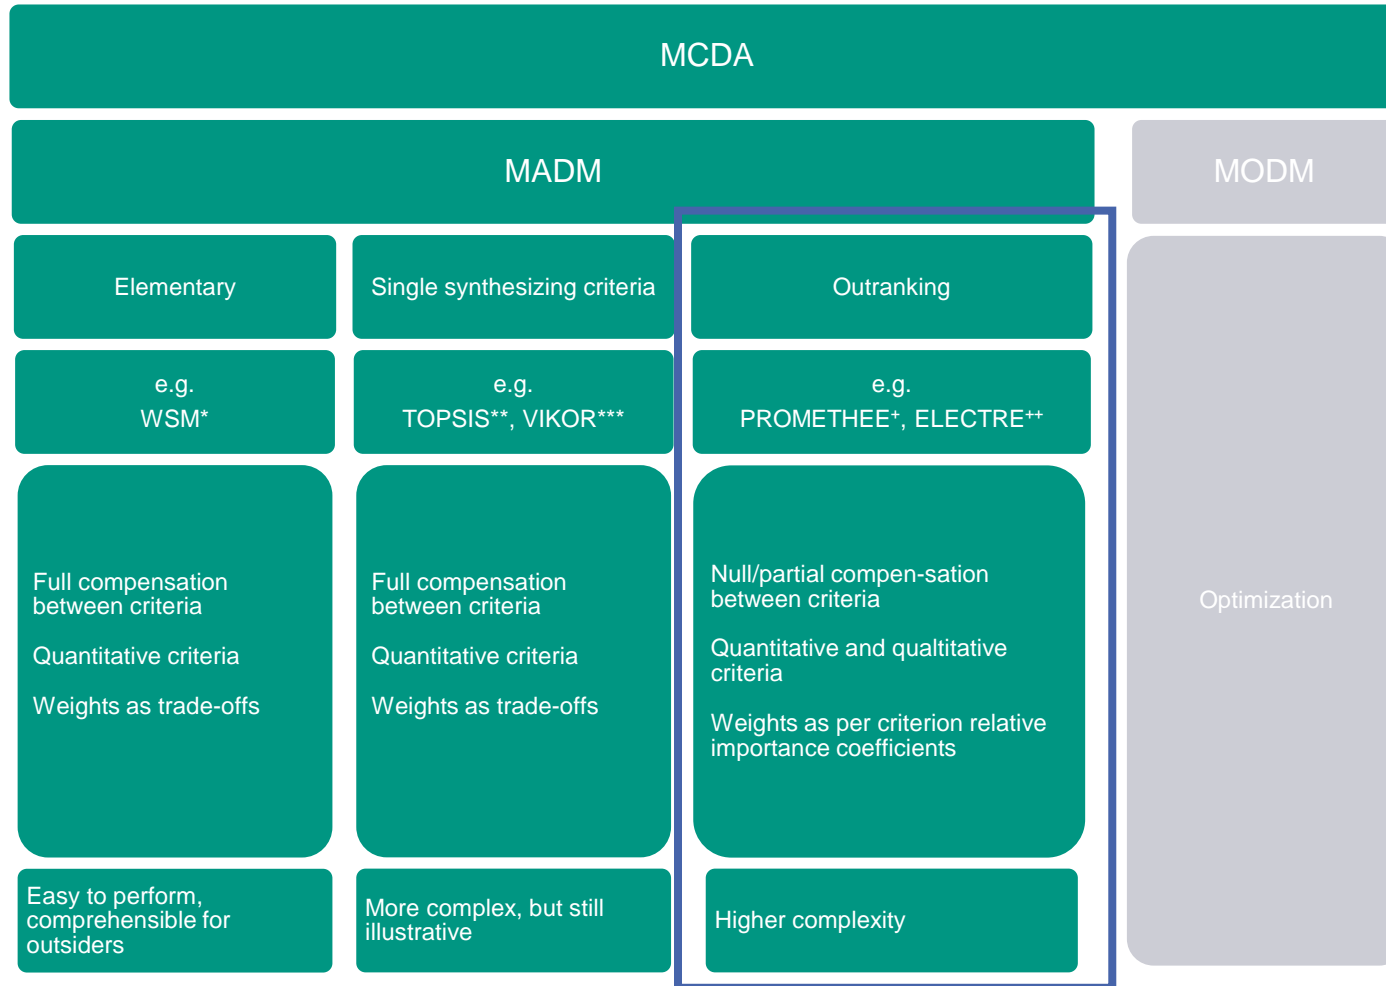 MCDA
MADM
MODM
Elementary
Single synthesizing criteria
Outranking
e.g.
WSM*
e.g.
TOPSIS**, VIKOR***
e.g.
PROMETHEE+, ELECTRE++
Full compensation
between criteria
Quantitative criteria
Weights as trade-offs
Full compensation
between criteria
Quantitative criteria
Weights as trade-offs
Null/partial compen-sation
between criteria
Quantitative and qualtitative
criteria
Weights as per criterion relative
importance coefficients
Optimization
Easy to perform,
comprehensible for
outsiders
More complex, but still
illustrative
Higher complexity